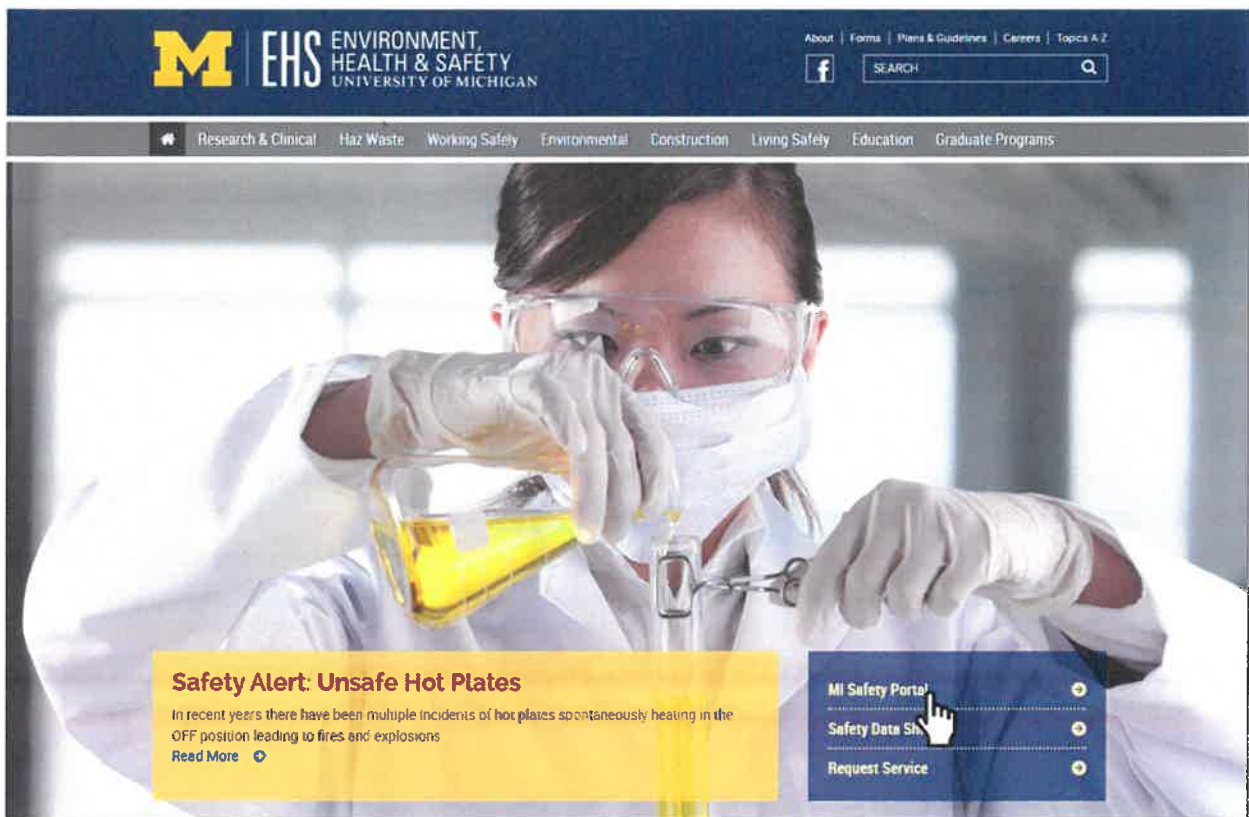 About | Forms | Plans & Guidelines | Careers | Topics A-Z
M | EHS ENVIRONMENT,
HEALTH & SAFETY
UNIVERSITY OF MICHIGAN
f SEARCH
Research & Clinical Haz Waste Working Safely Environmental Construction Living Safely Education Graduate Programs
Safety Alert: Unsafe Hot Plates
In recent years there have been multiple incidents of hot plates spontaneously heating in the
OFF position leading to fires and explosions
Read More
MI Safety Portal
Safety Data
Request Service